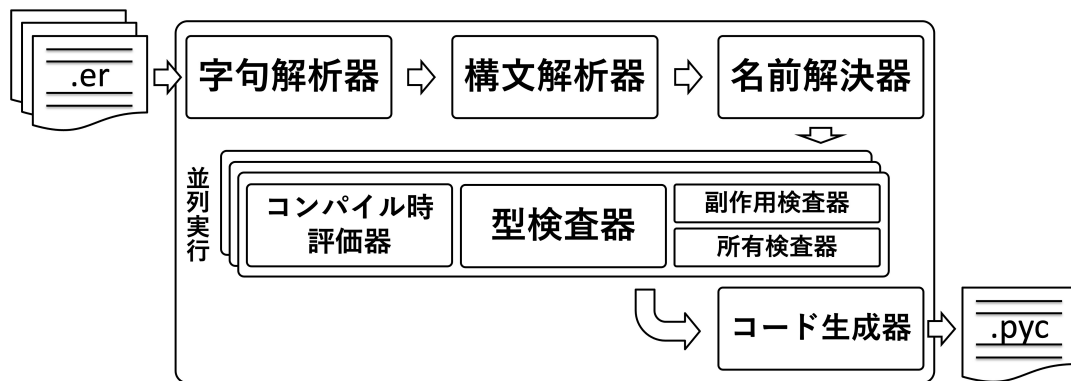 .er
字句解析器
構文解析器
名前解決器
並列実行
コンパイル時
評価器
型検査器
副作用検査器
所有検査器
コード生成器
.pyc